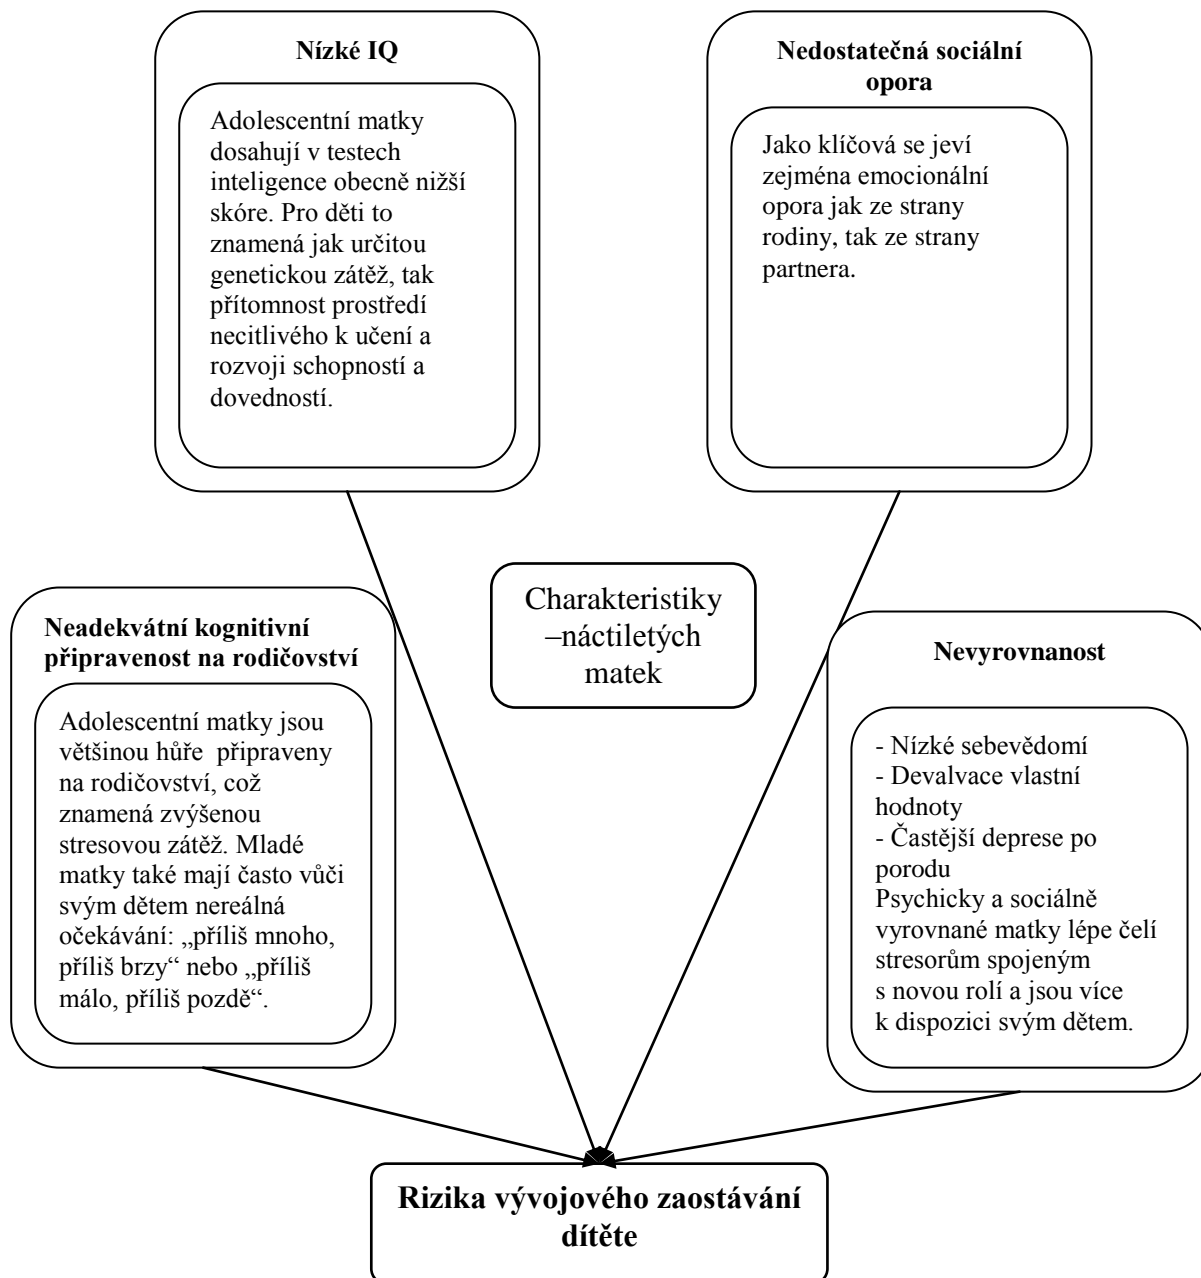 Nízké IQ
Adolescentní matky
dosahují v testech
inteligence obecně nižší
skóre. Pro děti to
znamená jak určitou
genetickou zátěž, tak
přítomnost prostředí
necitlivého k učení a
rozvoji schopností a
dovedností.
Nedostatečná sociální
opora
Jako klíčová se jeví
zejména emocionální
opora jak ze strany
rodiny, tak ze strany
partnera.
Charakteristiky
–náctiletých
matek
Neadekvátní kognitivní
připravenost na rodičovství
Adolescentní matky jsou
většinou hůře  připraveny
na rodičovství, což
znamená zvýšenou
stresovou zátěž. Mladé
matky také mají často vůči
svým dětem nereálná
očekávání: „příliš mnoho,
příliš brzy“ nebo „příliš
málo, příliš pozdě“.
Nevyrovnanost
- Nízké sebevědomí
- Devalvace vlastní
hodnoty
- Častější deprese po
porodu
Psychicky a sociálně
vyrovnané matky lépe čelí
stresorům spojeným
s novou rolí a jsou více
k dispozici svým dětem.
Rizika vývojového zaostávání
dítěte